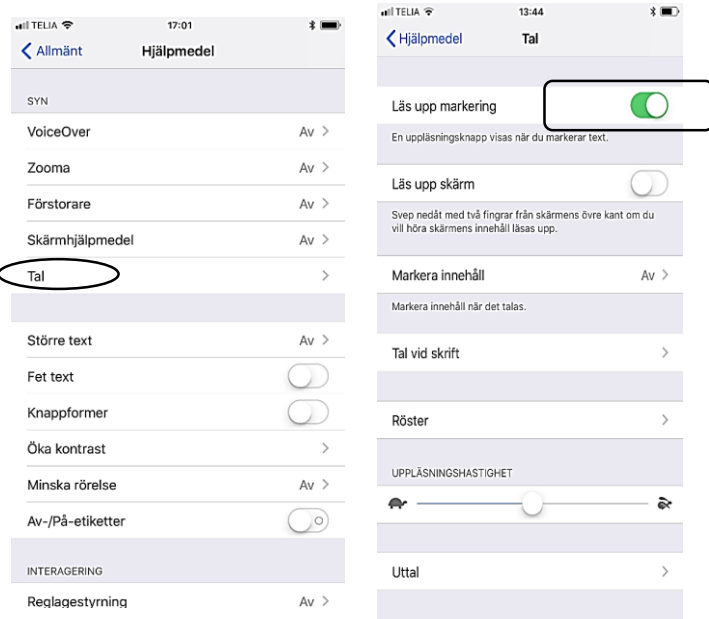 TELIA 17:01
Allmänt Hjälpmedel
SYN
VoiceOver Av
Zooma Av
Förstorare Av
Skärmhjälpmedel Av
Tal
Större text Av
Fet text
Knappformer
Öka kontrast
Minska rörelse Av
Av-/På-etiketter
INTERAGERING
Reglagestyrning Av
TELIA 13:44
Hjälpmedel Tal
Läs upp markering
En uppläsningsknapp visas när du markerar text.
Läs upp skärm
Svep nedåt med två fingrar från skärmens övre kant om du
vill höra skärmens innehåll läsas upp.
Markera innehåll Av
Markera innehåll när det talas.
Tal vid skrift
Röster
UPPLÄSNINGSHASTIGHET
Uttal